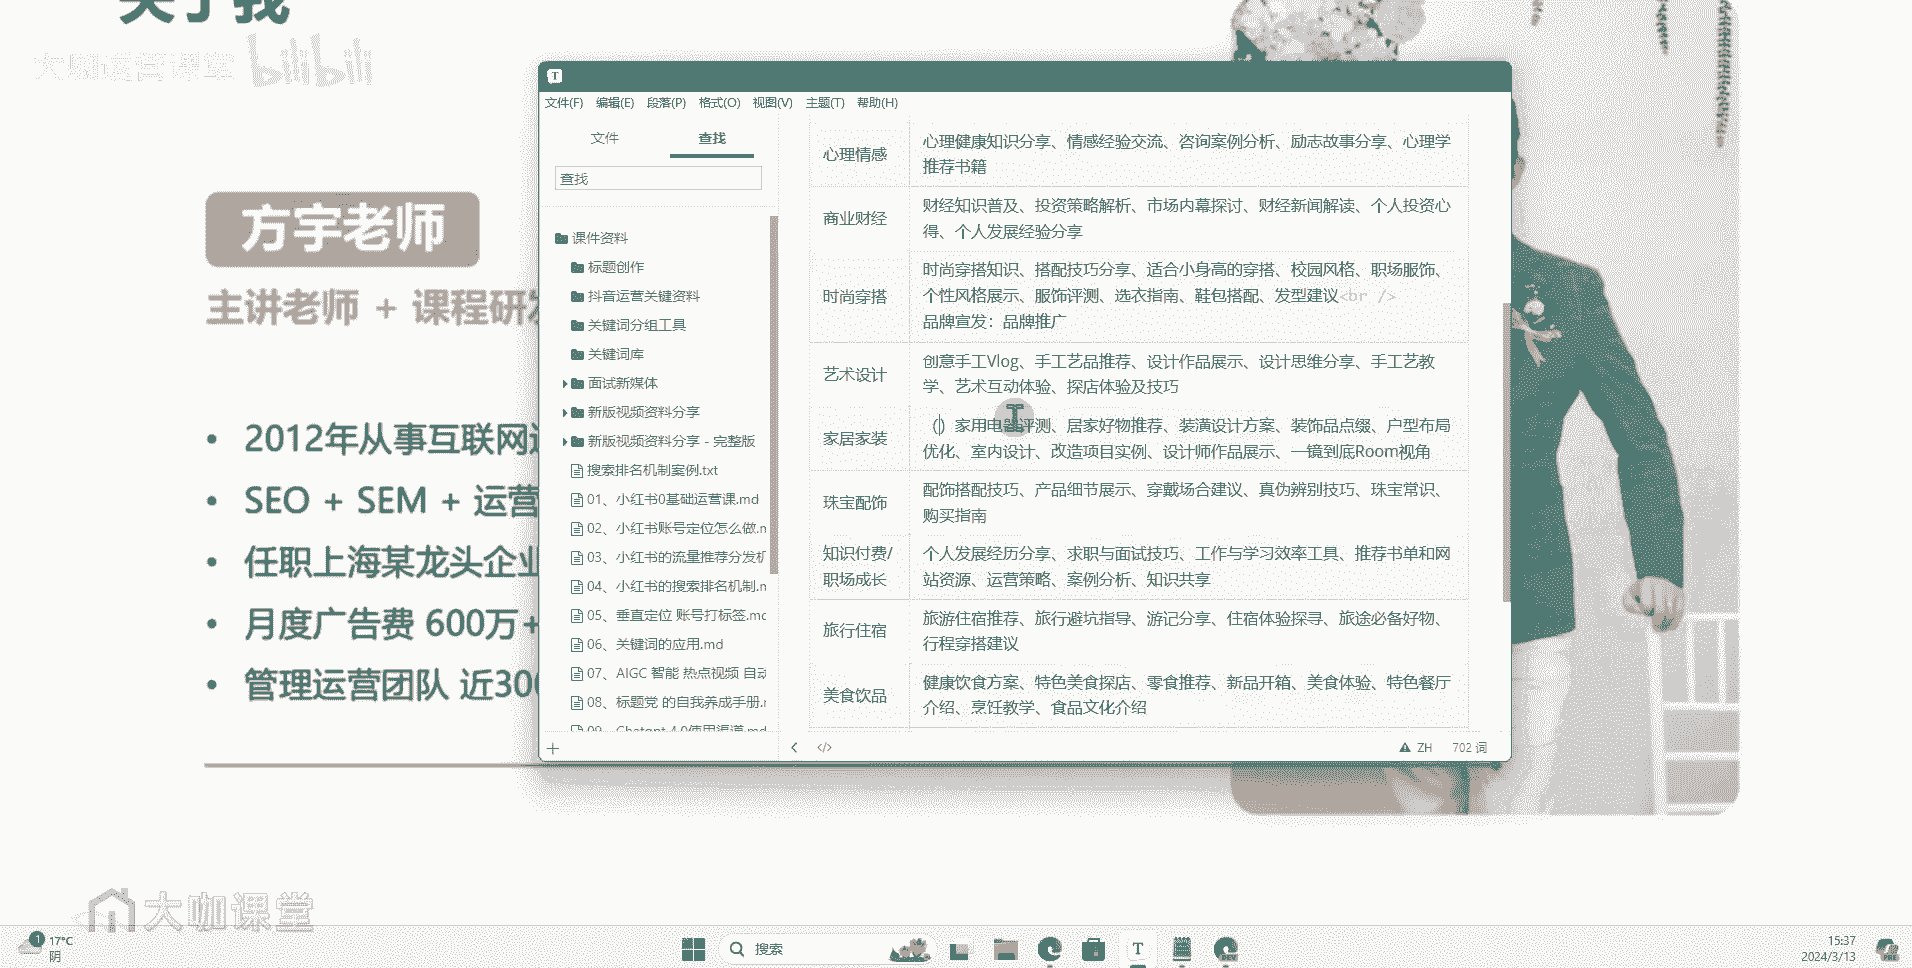 关于我
大咖运营课堂 bilibili
方宇老师
主讲老师 + 课程研发
2012年从事互联网运
SEO + SEM + 运营
任职上海某龙头企业
月度广告费 600万+
管理运营团队 近300
大咖课堂
T
文件(F) 编辑(E) 段落(P) 格式(O) 视图(V) 主题(T) 帮助(H)
文件 查找
查找
课件资料
标题创作
抖音运营关键资料
关键词分组工具
关键词库
面试新媒体
新版视频资料分享
新版视频资料分享 - 完整版
搜索排名机制案例.txt
01、小红书0基础运营课.md
02、小红书账号定位怎么做.m
03、小红书的流量推荐分发机
04、小红书的搜索排名机制.m
05、垂直定位 账号打标签.mc
06、关键词的应用.md
07、AIGC 智能 热点视频 自动
08、标题党 的自我养成手册.r
09、Chatgpt 4.0使用渠道.md
心理情感
心理健康知识分享、情感经验交流、咨询案例分析、励志故事分享、心理学
推荐书籍
商业财经
财经知识普及、投资策略解析、市场内幕探讨、财经新闻解读、个人投资心
得、个人发展经验分享
时尚穿搭
时尚穿搭知识、搭配技巧分享、适合小身高的穿搭、校园风格、职场服饰、
个性风格展示、服饰评测、选衣指南、鞋包搭配、发型建议<br />
品牌宣发：品牌推广
艺术设计
创意手工Vlog、手工艺品推荐、设计作品展示、设计思维分享、手工艺教
学、艺术互动体验、探店体验及技巧
家居家装
（）家用电器评测、居家好物推荐、装潢设计方案、装饰品点缀、户型布局
优化、室内设计、改造项目实例、设计师作品展示、一镜到底Room视角
珠宝配饰
配饰搭配技巧、产品细节展示、穿戴场合建议、真伪辨别技巧、珠宝常识、
购买指南
知识付费/
职场成长
个人发展经历分享、求职与面试技巧、工作与学习效率工具、推荐书单和网
站资源、运营策略、案例分析、知识共享
旅行住宿
旅游住宿推荐、旅行避坑指导、游记分享、住宿体验探寻、旅途必备好物、
行程穿搭建议
美食饮品
健康饮食方案、特色美食探店、零食推荐、新品开箱、美食体验、特色餐厅
介绍、烹饪教学、食品文化介绍
</> ZH 702 词
1 17°C
阴
搜索
T
DEV
15:37
2024/3/13
PRE